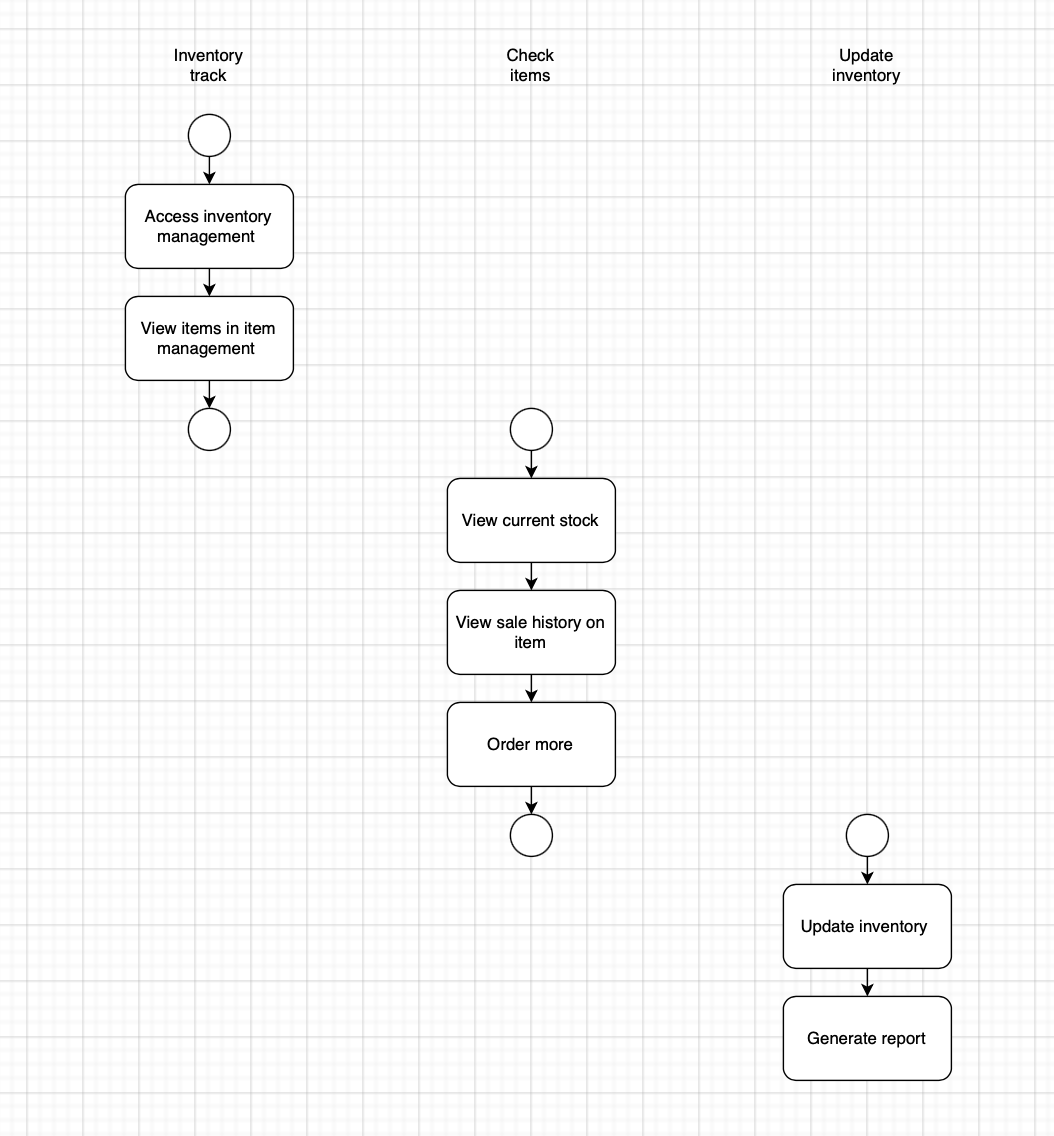 Inventory
track
Check
items
Update
inventory
Access inventory
management
View items in item
management
View current stock
View sale history on
item
Order more
Update inventory
Generate report